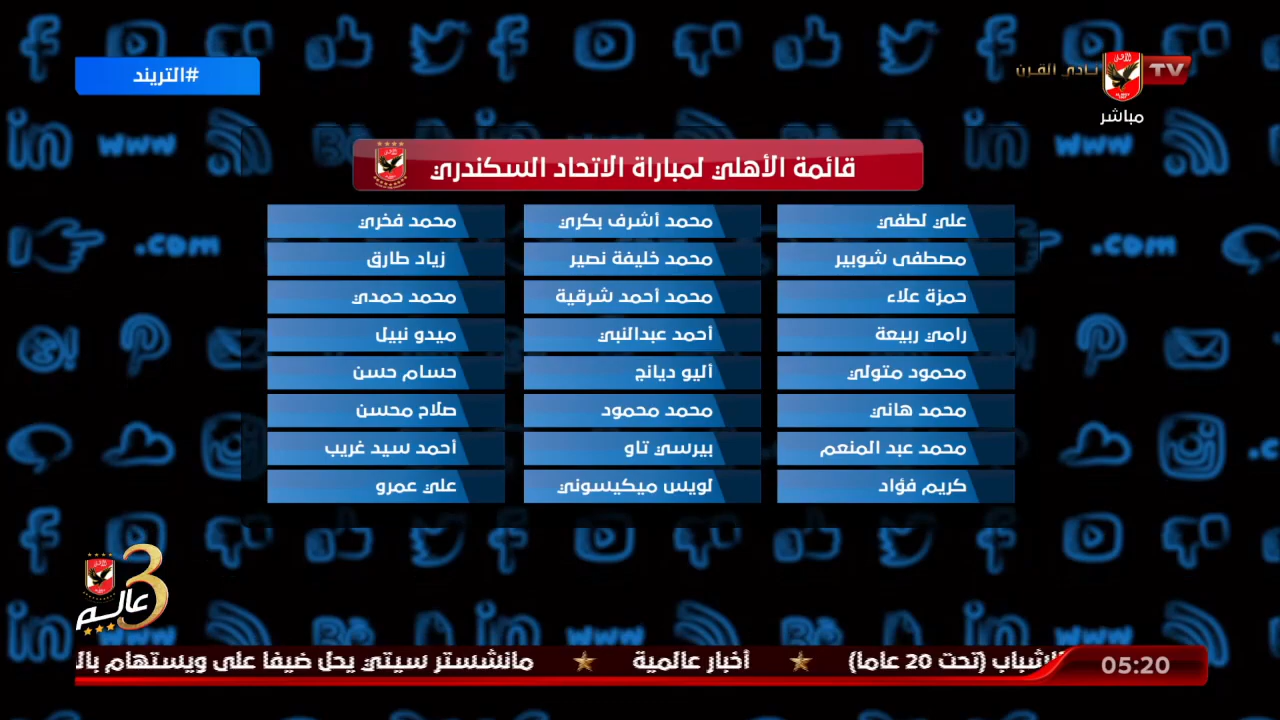 #التريند
نادي القرن
TV
مباشر
قائمة الأهلي لمباراة الاتحاد السكندري
علي لطفي
مصطفى شوبير
حمزة علاء
رامي ربيعة
محمود متولي
محمد هاني
محمد عبد المنعم
كريم فؤاد
محمد أشرف بكري
محمد خليفة نصير
محمد أحمد شرقية
أحمد عبدالنبي
أليو ديانج
محمد محمود
بيرسي تاو
لويس ميكيسوني
محمد فخري
زياد طارق
محمد حمدي
ميدو نبيل
حسام حسن
صلاح محسن
أحمد سيد غريب
علي عمرو
3 عالم
الشباب (تحت 20 عاما) ★ أخبار عالمية ★ مانشستر سيتي يحل ضيفا على ويستهام
05:20